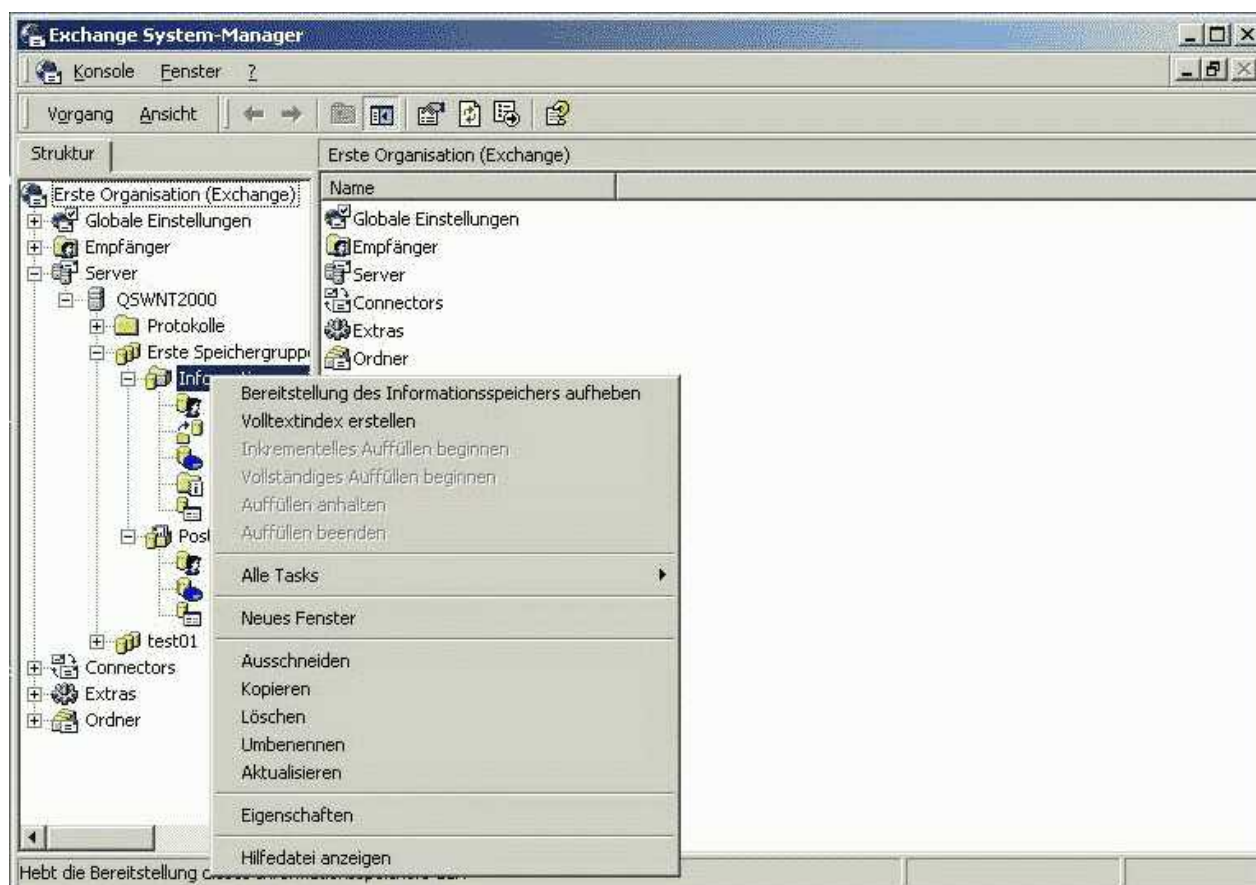 Exchange System-Manager
Konsole Fenster ?
Vorgang Ansicht
Struktur
Erste Organisation (Exchange)
Erste Organisation (Exchange)
Globale Einstellungen
Empfänger
Server
QSWNT2000
Protokolle
Erste Speichergruppe
test01
Connectors
Extras
Ordner
Name
Globale Einstellungen
Empfänger
Server
Connectors
Extras
Ordner
Bereitstellung des Informationsspeichers aufheben
Volltextindex erstellen
Inkrementelles Auffüllen beginnen
Vollständiges Auffüllen beginnen
Auffüllen anhalten
Auffüllen beenden
Alle Tasks
Neues Fenster
Ausschneiden
Kopieren
Löschen
Umbenennen
Aktualisieren
Eigenschaften
Hilfedatei anzeigen
Hebt die Bereitstellung